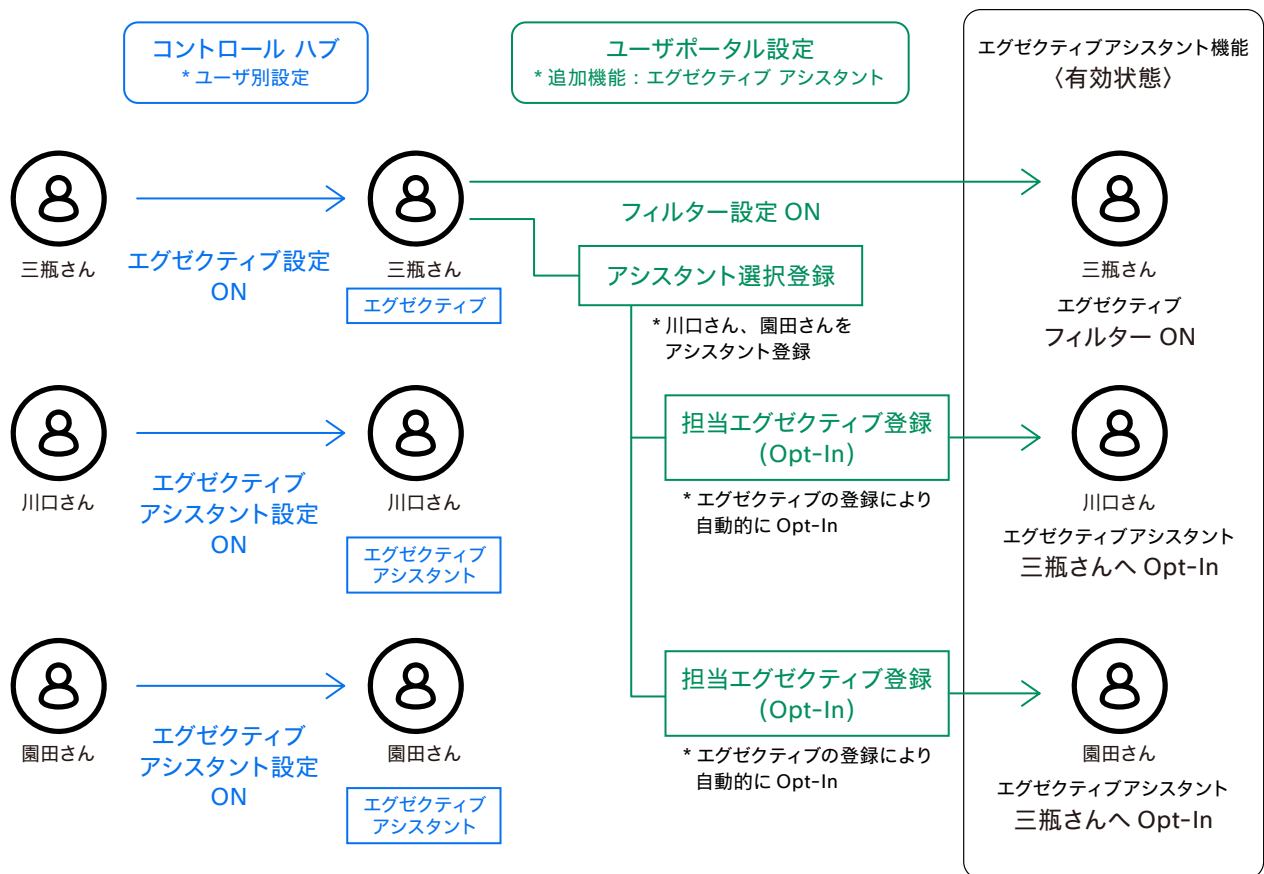 コントロール ハブ
* ユーザ別設定
ユーザポータル設定
* 追加機能：エグゼクティブ アシスタント
エグゼクティブアシスタント機能
〈有効状態〉
三瓶さん
エグゼクティブ設定
ON
三瓶さん
エグゼクティブ
フィルター設定 ON
アシスタント選択登録
* 川口さん、園田さんを
アシスタント登録
三瓶さん
エグゼクティブ
フィルター ON
川口さん
エグゼクティブ
アシスタント設定
ON
川口さん
エグゼクティブ
アシスタント
担当エグゼクティブ登録
(Opt-In)
* エグゼクティブの登録により
自動的に Opt-In
川口さん
エグゼクティブアシスタント
三瓶さんへ Opt-In
園田さん
エグゼクティブ
アシスタント設定
ON
園田さん
エグゼクティブ
アシスタント
担当エグゼクティブ登録
(Opt-In)
* エグゼクティブの登録により
自動的に Opt-In
園田さん
エグゼクティブアシスタント
三瓶さんへ Opt-In